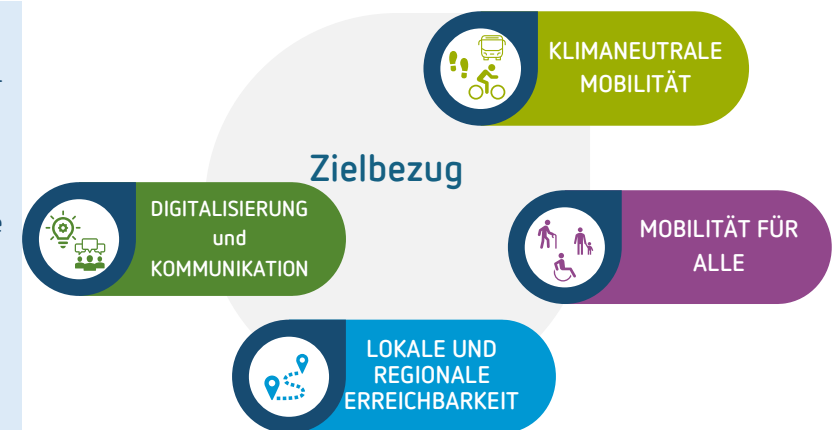 KLIMANEUTRALE
MOBILITÄT
Zielbezug
DIGITALISIERUNG
und
KOMMUNIKATION
MOBILITÄT FÜR
ALLE
LOKALE UND
REGIONALE
ERREICHBARKEIT